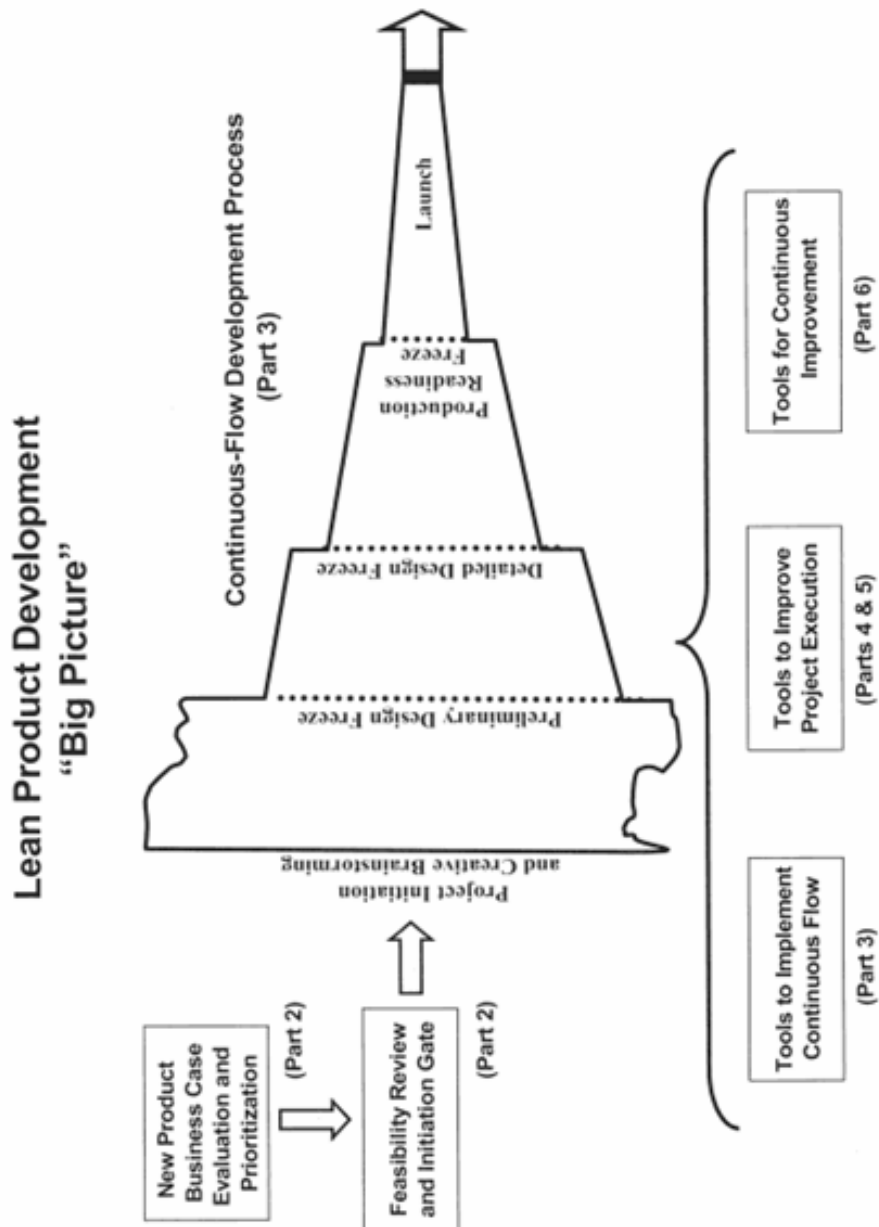 Lean Product Development
“Big Picture”
New Product
Business Case
Evaluation and
Prioritization
(Part 2)
Feasibility Review
and Initiation Gate
(Part 2)
Continuous-Flow Development Process
(Part 3)
Project Initiation
and Creative Brainstorming
Preliminary Design Freeze
Detailed Design Freeze
Production
Readiness
Freeze
Launch
Tools to Implement
Continuous Flow
(Part 3)
Tools to Improve
Project Execution
(Parts 4 & 5)
Tools for Continuous
Improvement
(Part 6)